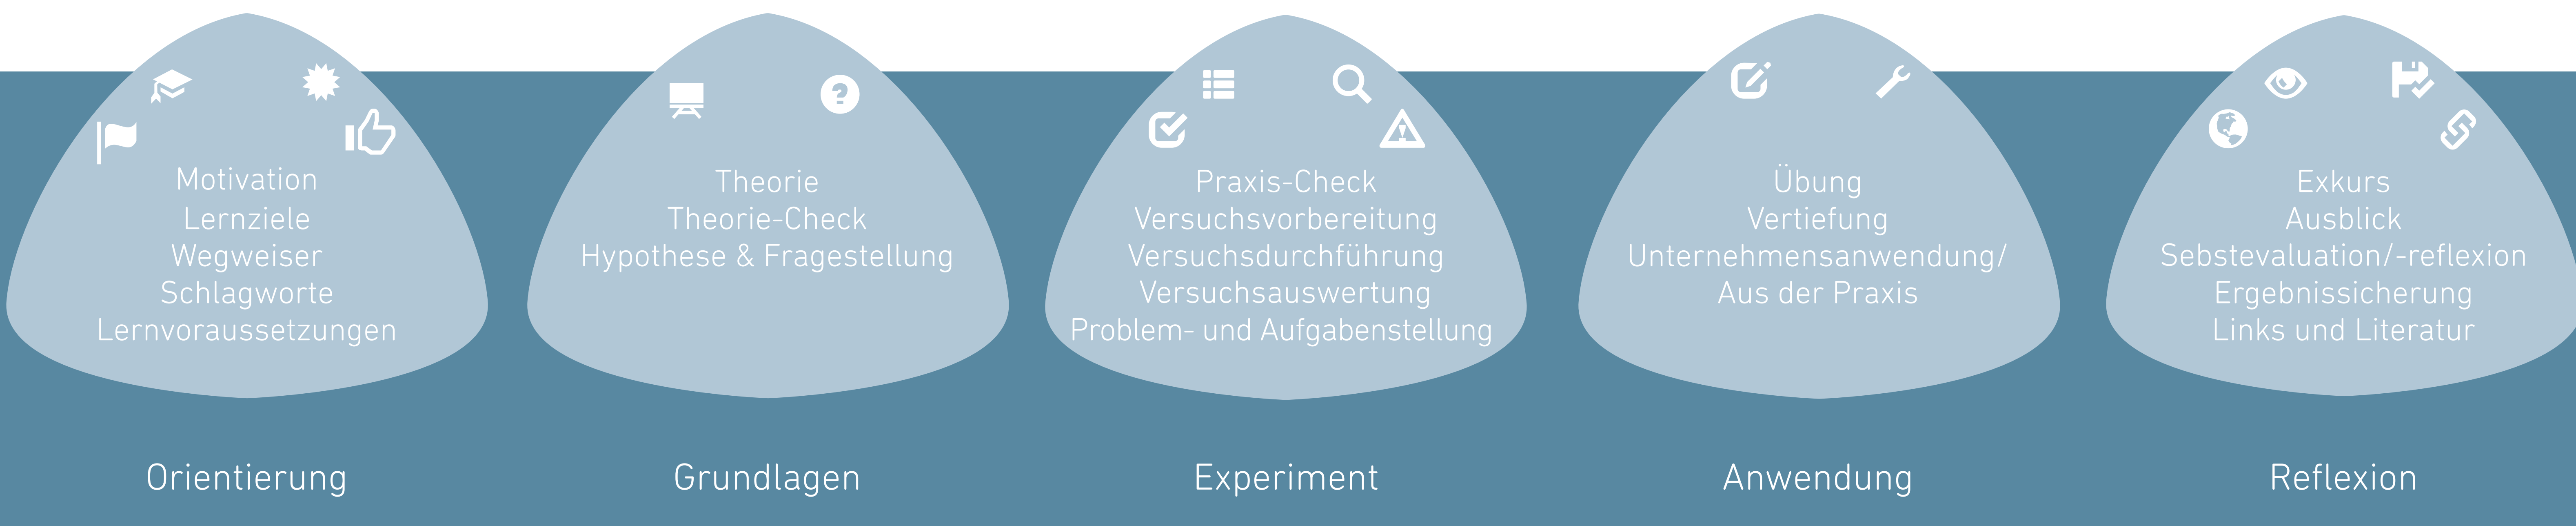 Motivation
Lernziele
Wegweiser
Schlagworte
Lernvoraussetzungen
Orientierung
Theorie
Theorie-Check
Hypothese & Fragestellung
Grundlagen
Praxis-Check
Versuchsvorbereitung
Versuchsdurchführung
Versuchsauswertung
Problem- und Aufgabenstellung
Experiment
Übung
Vertiefung
Unternehmensanwendung/
Aus der Praxis
Anwendung
Exkurs
Ausblick
Sebstevaluation/-reflexion
Ergebnissicherung
Links und Literatur
Reflexion